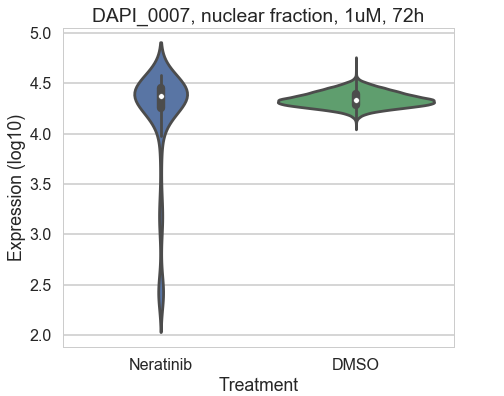 DAPI_0007, nuclear fraction, 1uM, 72h
5.0
4.5
4.0
3.5
3.0
2.5
2.0
Expression (log10)
Neratinib DMSO
Treatment